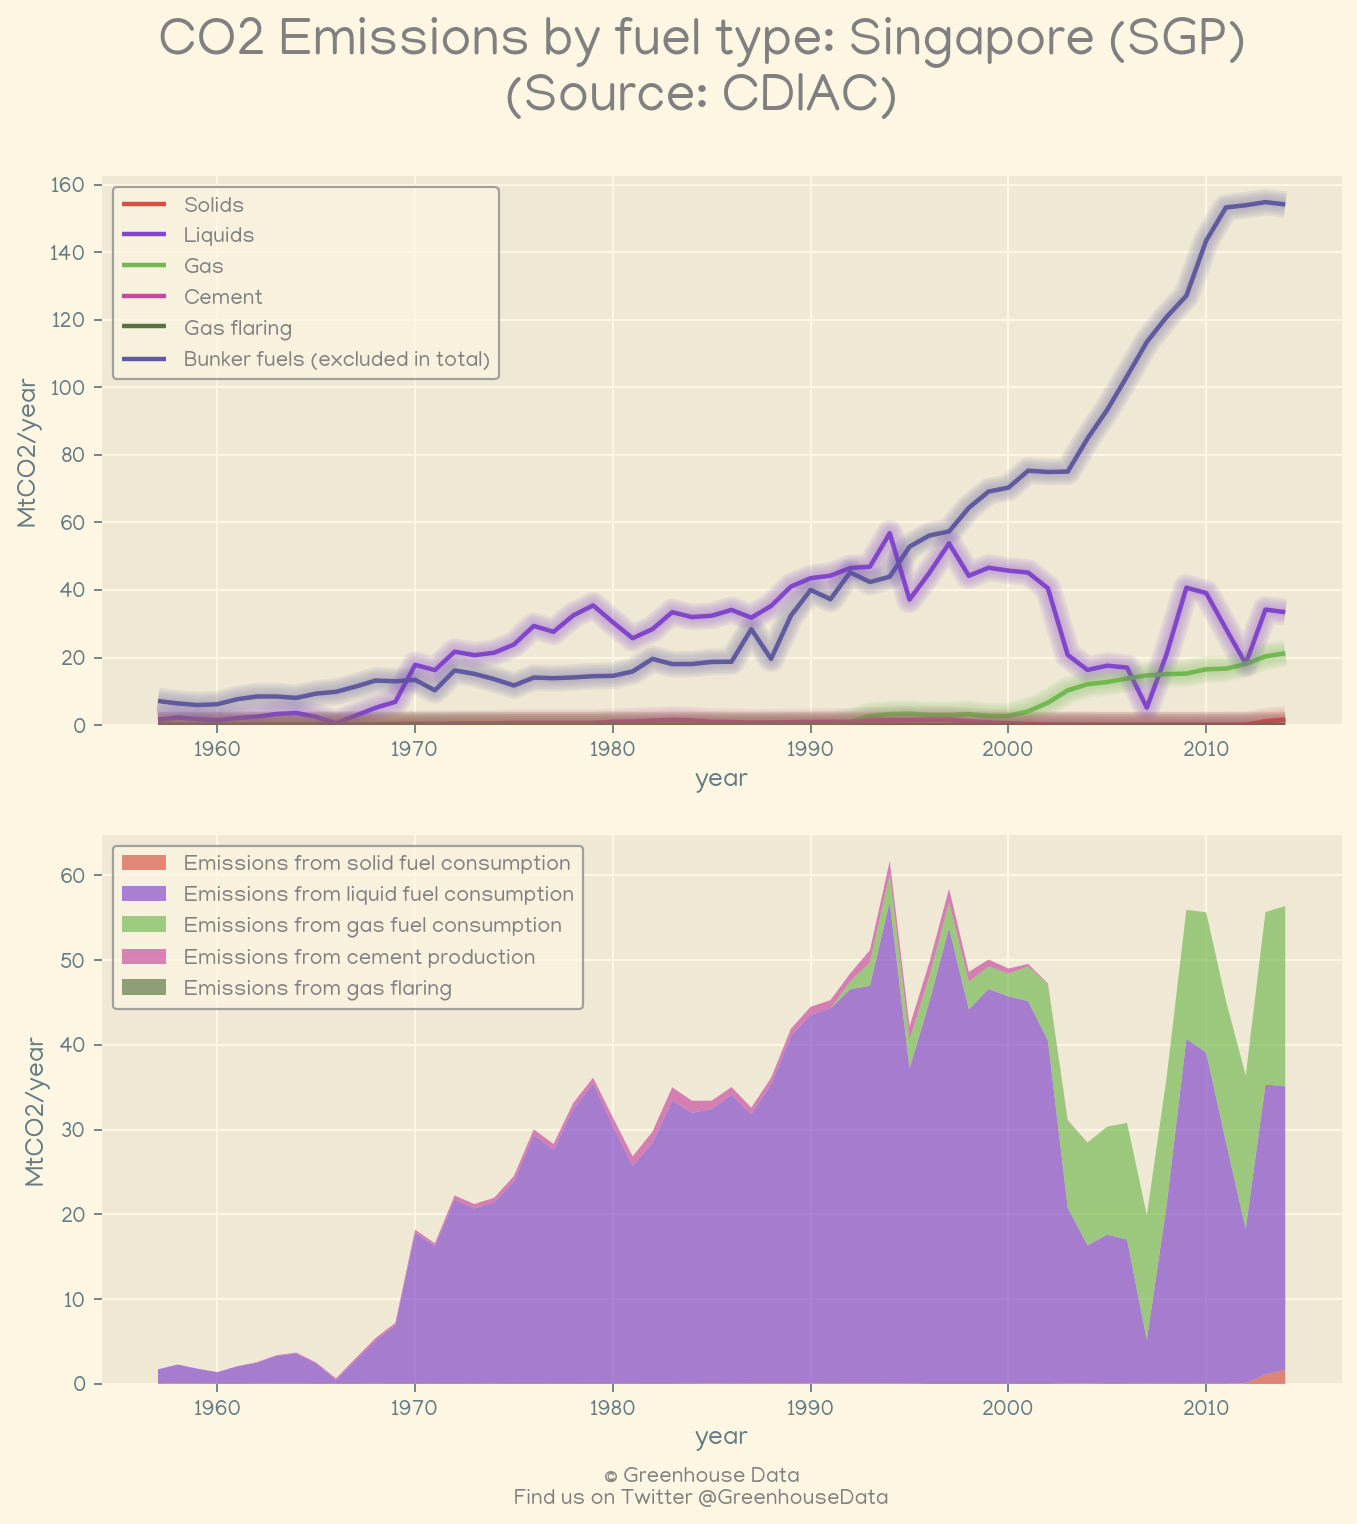 CO2 Emissions by fuel type: Singapore (SGP)
(Source: CDIAC)
160
140
120
100
80
60
40
20
0
MtCO2/year
Solids
Liquids
Gas
Cement
Gas flaring
Bunker fuels (excluded in total)
1960
1970
1980
1990
2000
2010
year
60
50
40
30
20
10
0
MtCO2/year
Emissions from solid fuel consumption
Emissions from liquid fuel consumption
Emissions from gas fuel consumption
Emissions from cement production
Emissions from gas flaring
1960
1970
1980
1990
2000
2010
year
© Greenhouse Data
Find us on Twitter @GreenhouseData